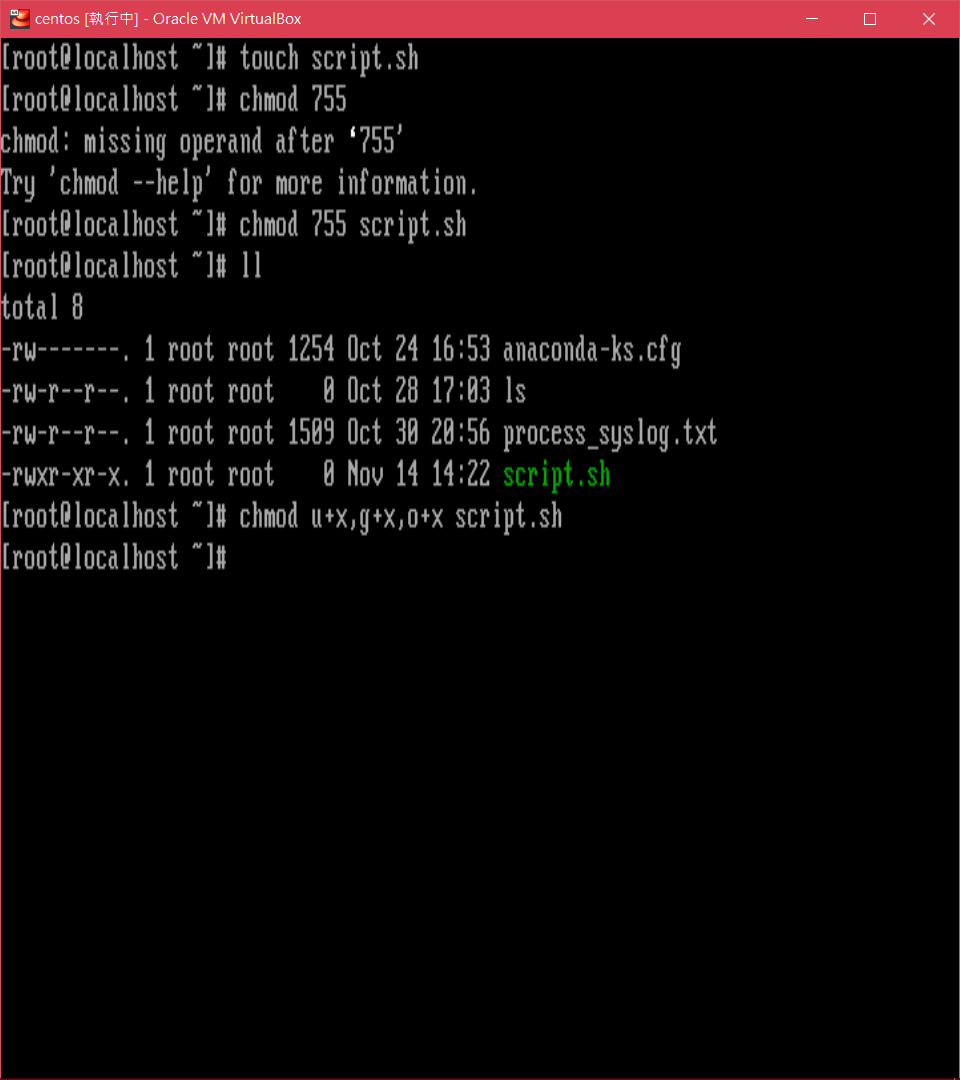 centos [執行中] - Oracle VM VirtualBox
[root@localhost ~]# touch script.sh
[root@localhost ~]# chmod 755
chmod: missing operand after ‘755’
Try 'chmod --help' for more information.
[root@localhost ~]# chmod 755 script.sh
[root@localhost ~]# ll
total 8
-rw-------. 1 root root 1254 Oct 24 16:53 anaconda-ks.cfg
-rw-r--r--. 1 root root    0 Oct 28 17:03 ls
-rw-r--r--. 1 root root 1509 Oct 30 20:56 process_syslog.txt
-rwxr-xr-x. 1 root root    0 Nov 14 14:22 script.sh
[root@localhost ~]# chmod u+x,g+x,o+x script.sh
[root@localhost ~]#